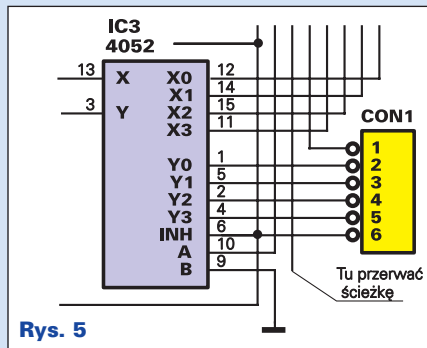 IC3
4052
13 X X0 12
X1 14
3 Y X2 15
X3 11
Y0 1
Y1 5
Y2 2
Y3 4
INH 6
A 10
B 9
CON1
1
2
3
4
5
6
Tu przerwać
ścieżkę
Rys. 5